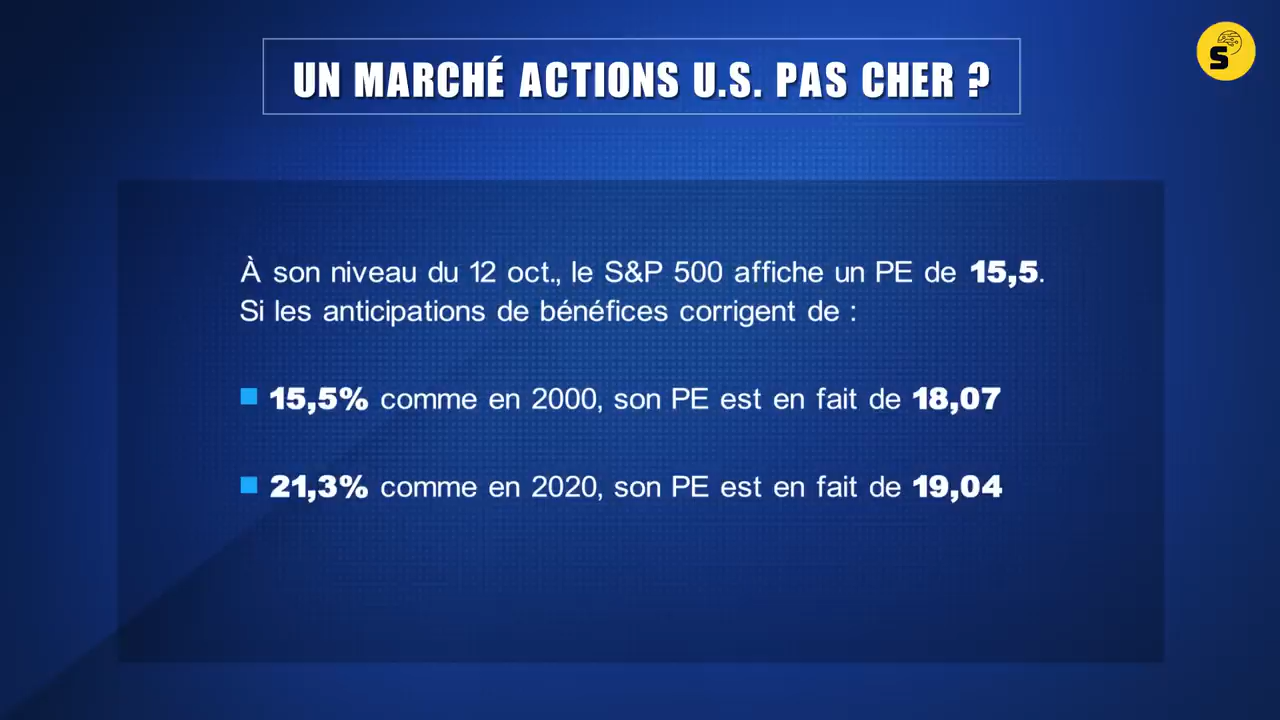 UN MARCHÉ ACTIONS U.S. PAS CHER ?
S
À son niveau du 12 oct., le S&P 500 affiche un PE de 15,5.
Si les anticipations de bénéfices corrigent de :
15,5% comme en 2000, son PE est en fait de 18,07
21,3% comme en 2020, son PE est en fait de 19,04